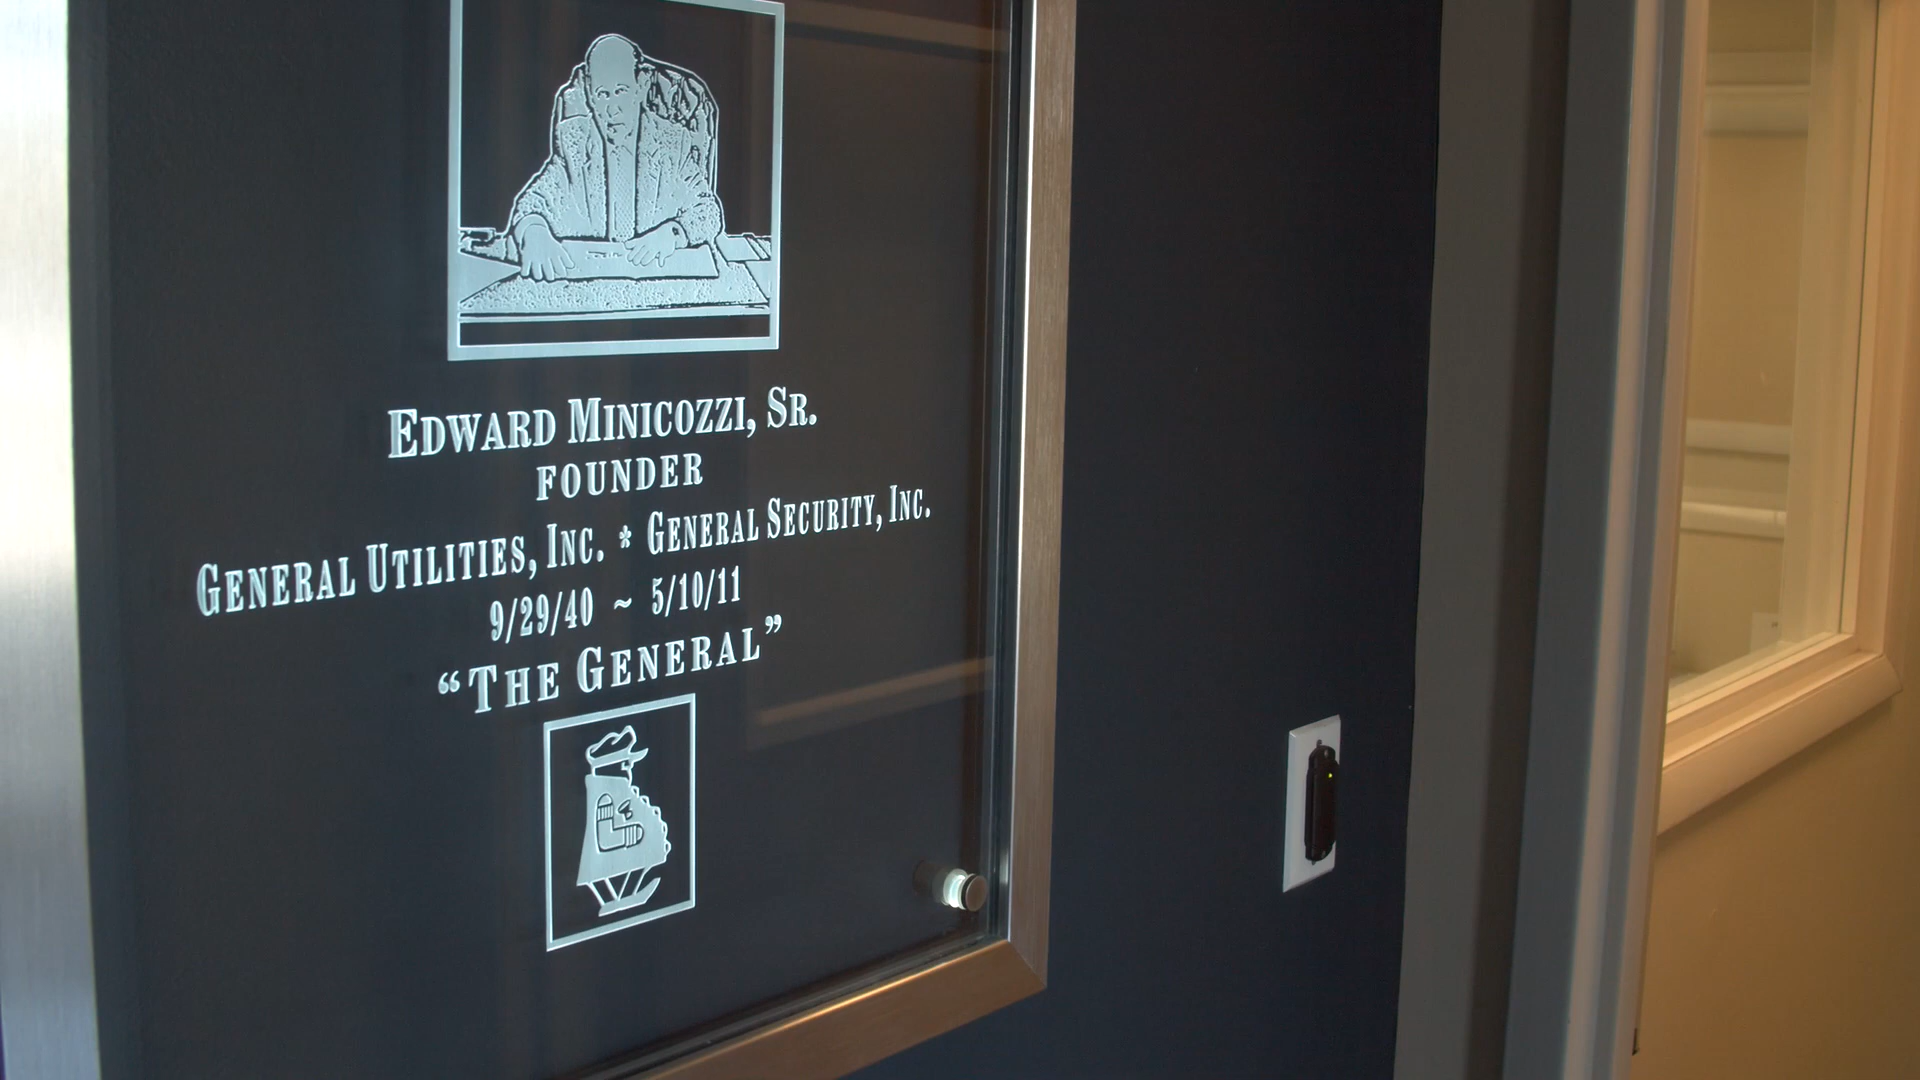 Edward Minicozzi, Sr.
Founder
General Utilities, Inc. * General Security, Inc.
9/29/40 ~ 5/10/11
“The General”